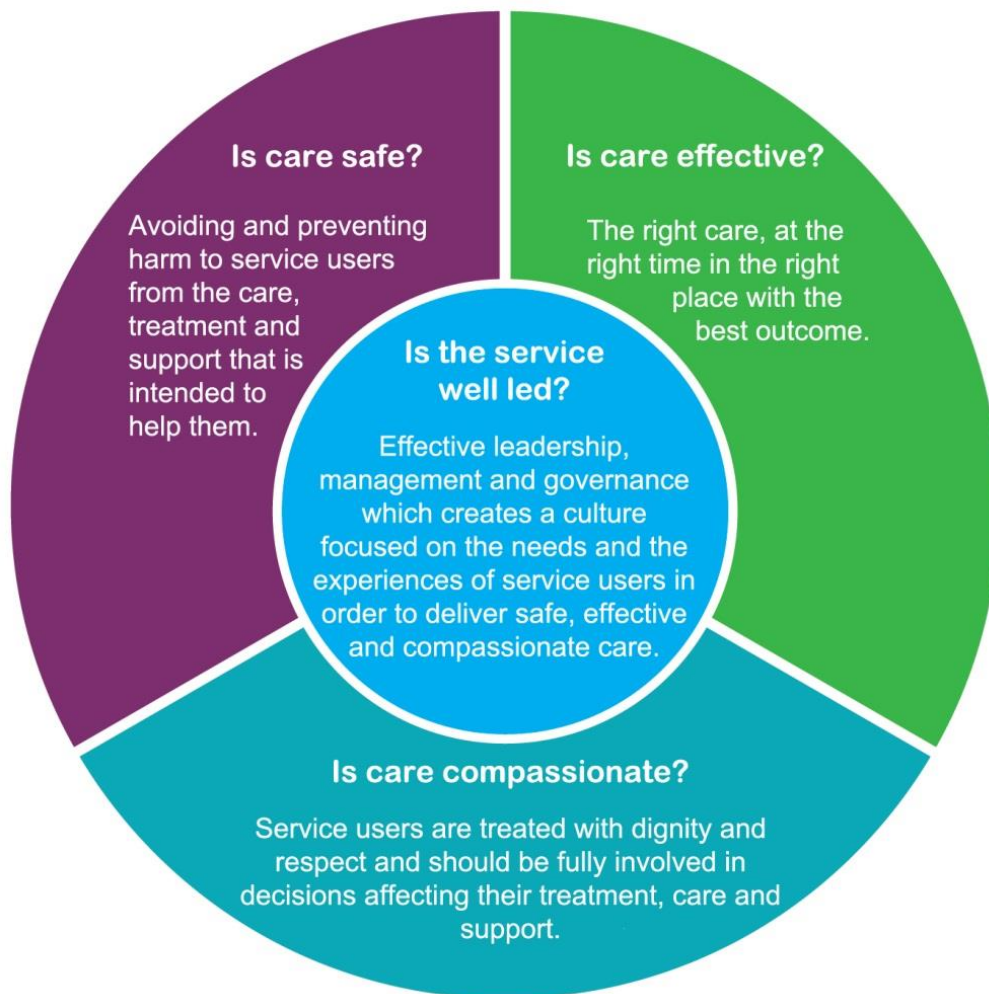 Is care safe?
Avoiding and preventing
harm to service users
from the care,
treatment and
support that is
intended to
help them.
Is care effective?
The right care, at the
right time in the right
place with the
best outcome.
Is the service
well led?
Effective leadership,
management and governance
which creates a culture
focused on the needs and the
experiences of service users in
order to deliver safe, effective
and compassionate care.
Is care compassionate?
Service users are treated with dignity and
respect and should be fully involved in
decisions affecting their treatment, care and
support.